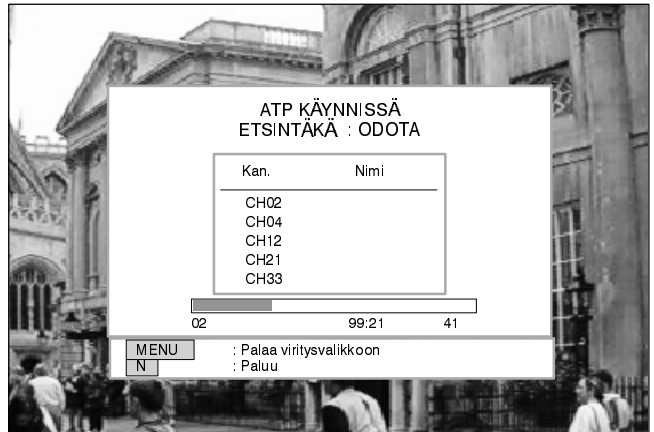 ATP KÄYNNISSÄ
ETSINTÄKÄ : ODOTA
Kan. Nimi
CH02
CH04
CH12
CH21
CH33
02 99:21 41
MENU : Palaa viritysvalikkoon
N : Paluu